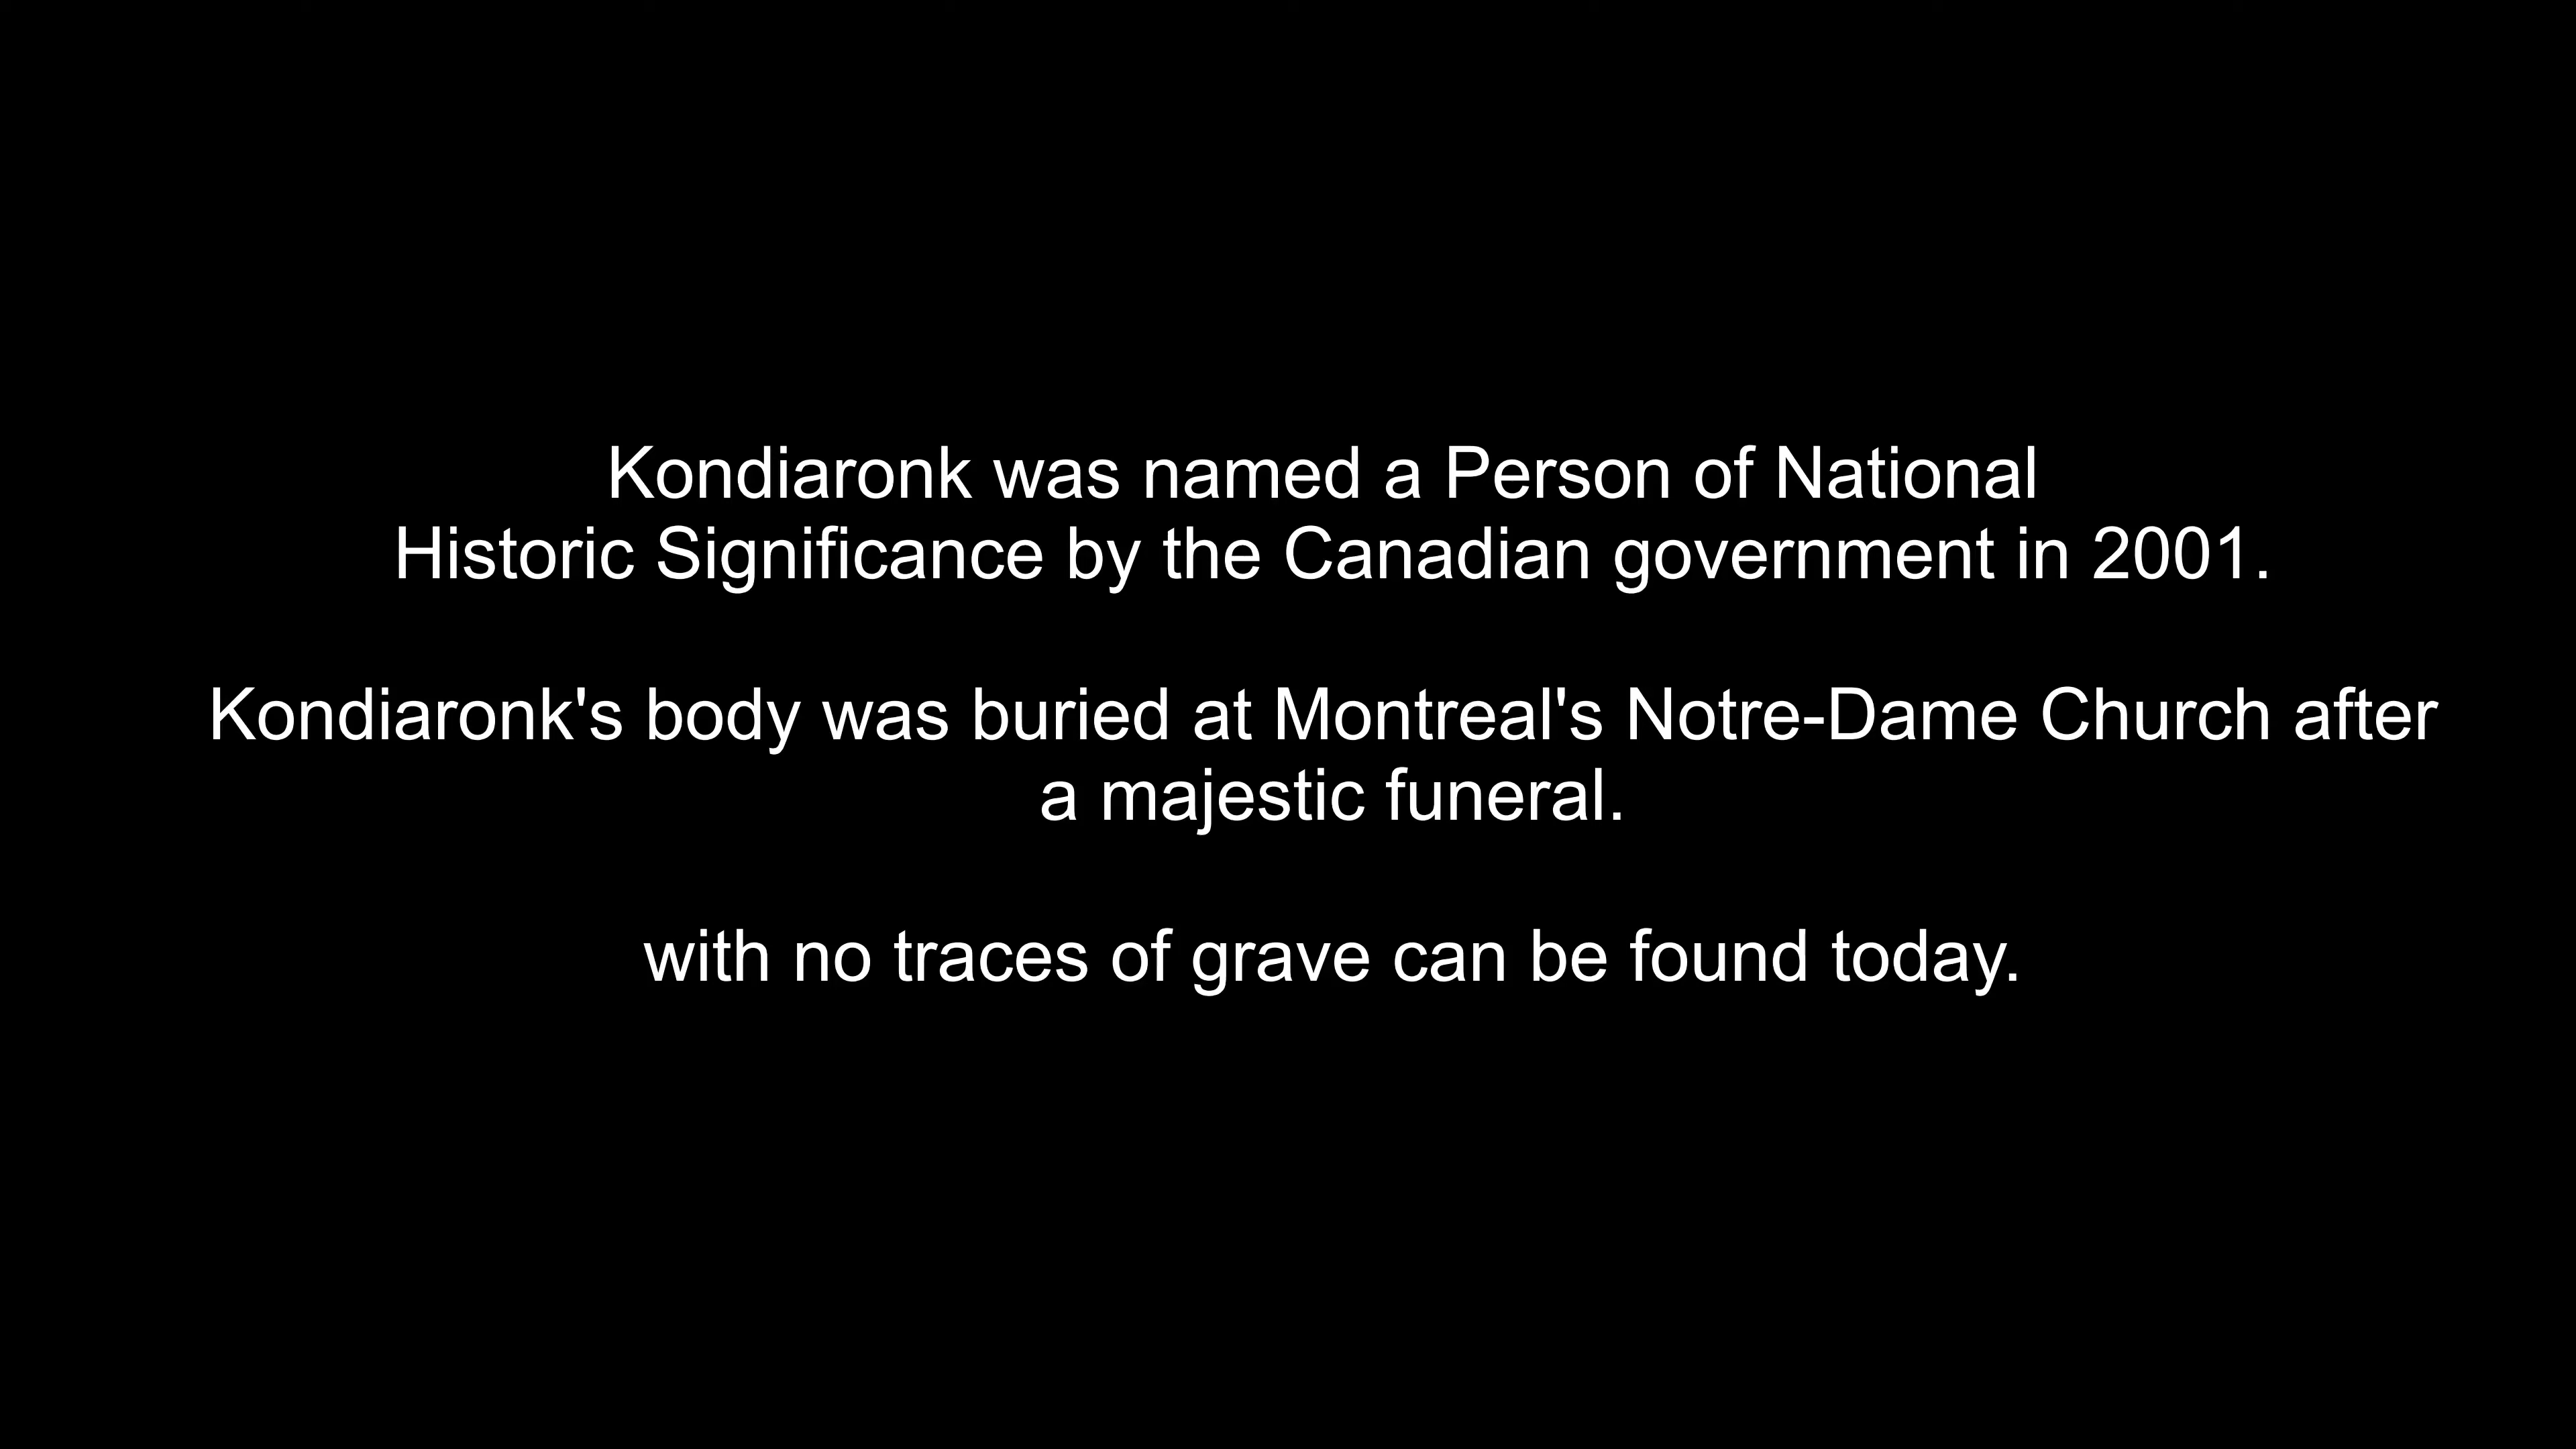 Kondiaronk was named a Person of National
Historic Significance by the Canadian government in 2001.
Kondiaronk's body was buried at Montreal's Notre-Dame Church after
a majestic funeral.
with no traces of grave can be found today.